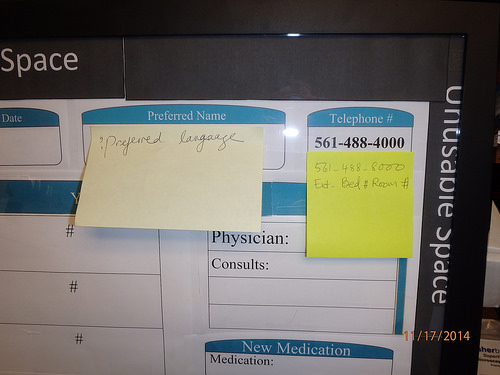 Space
Date
Preferred Name
Telephone #
?Preferred language
561-488-4000
561-488-8000
Ext- Bed # Room #
Unusable Space
#
#
#
Physician:
Consults:
New Medication
Medication:
11/17/2014